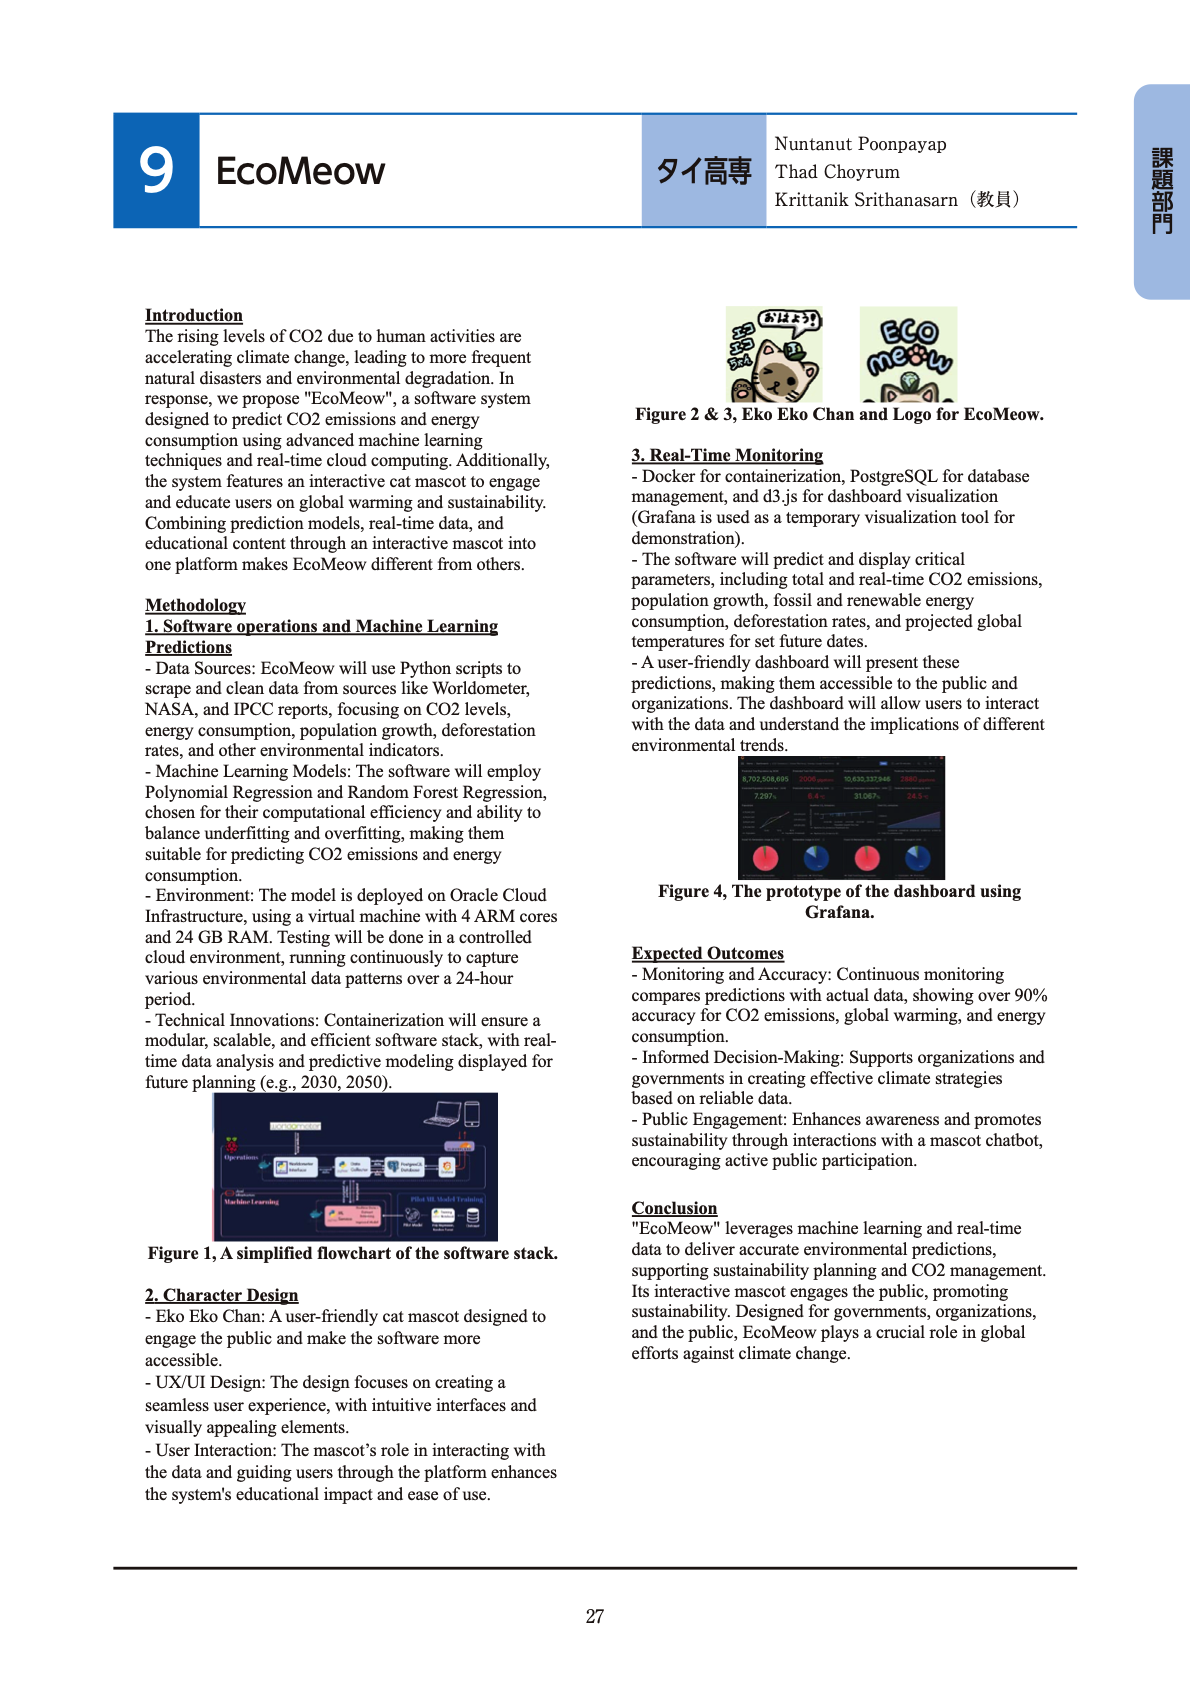 9
EcoMeow
タイ高専
Nuntanut Poonpayap
Thad Choyrum
Krittanik Srithanasarn（教員）
課題部門
Introduction
The rising levels of CO2 due to human activities are
accelerating climate change, leading to more frequent
natural disasters and environmental degradation. In
response, we propose "EcoMeow", a software system
designed to predict CO2 emissions and energy
consumption using advanced machine learning
techniques and real-time cloud computing. Additionally,
the system features an interactive cat mascot to engage
and educate users on global warming and sustainability.
Combining prediction models, real-time data, and
educational content through an interactive mascot into
one platform makes EcoMeow different from others.
Methodology
1. Software operations and Machine Learning
Predictions
- Data Sources: EcoMeow will use Python scripts to
scrape and clean data from sources like Worldometer,
NASA, and IPCC reports, focusing on CO2 levels,
energy consumption, population growth, deforestation
rates, and other environmental indicators.
- Machine Learning Models: The software will employ
Polynomial Regression and Random Forest Regression,
chosen for their computational efficiency and ability to
balance underfitting and overfitting, making them
suitable for predicting CO2 emissions and energy
consumption.
- Environment: The model is deployed on Oracle Cloud
Infrastructure, using a virtual machine with 4 ARM cores
and 24 GB RAM. Testing will be done in a controlled
cloud environment, running continuously to capture
various environmental data patterns over a 24-hour
period.
- Technical Innovations: Containerization will ensure a
modular, scalable, and efficient software stack, with real-
time data analysis and predictive modeling displayed for
future planning (e.g., 2030, 2050).
Operations
Machine Learning
Pilot ML Model Training
Figure 1, A simplified flowchart of the software stack.
2. Character Design
- Eko Eko Chan: A user-friendly cat mascot designed to
engage the public and make the software more
accessible.
- UX/UI Design: The design focuses on creating a
seamless user experience, with intuitive interfaces and
visually appealing elements.
- User Interaction: The mascot’s role in interacting with
the data and guiding users through the platform enhances
the system's educational impact and ease of use.
おはよう!
エコ
エコ
ちゃん
ECO
meow
Figure 2 & 3, Eko Eko Chan and Logo for EcoMeow.
3. Real-Time Monitoring
- Docker for containerization, PostgreSQL for database
management, and d3.js for dashboard visualization
(Grafana is used as a temporary visualization tool for
demonstration).
- The software will predict and display critical
parameters, including total and real-time CO2 emissions,
population growth, fossil and renewable energy
consumption, deforestation rates, and projected global
temperatures for set future dates.
- A user-friendly dashboard will present these
predictions, making them accessible to the public and
organizations. The dashboard will allow users to interact
with the data and understand the implications of different
environmental trends.
8,702,508,695
10,630,337,946
7.297%
31.067%
Figure 4, The prototype of the dashboard using
Grafana.
Expected Outcomes
- Monitoring and Accuracy: Continuous monitoring
compares predictions with actual data, showing over 90%
accuracy for CO2 emissions, global warming, and energy
consumption.
- Informed Decision-Making: Supports organizations and
governments in creating effective climate strategies
based on reliable data.
- Public Engagement: Enhances awareness and promotes
sustainability through interactions with a mascot chatbot,
encouraging active public participation.
Conclusion
"EcoMeow" leverages machine learning and real-time
data to deliver accurate environmental predictions,
supporting sustainability planning and CO2 management.
Its interactive mascot engages the public, promoting
sustainability. Designed for governments, organizations,
and the public, EcoMeow plays a crucial role in global
efforts against climate change.
27